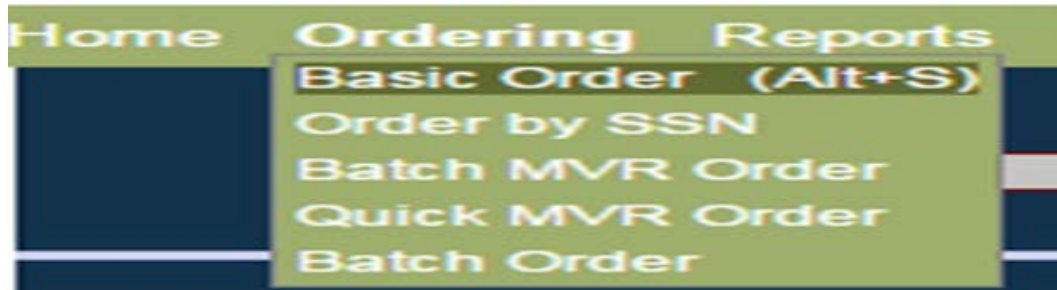 Home Ordering Reports
Basic Order (Alt+S)
Order by SSN
Batch MVR Order
Quick MVR Order
Batch Order